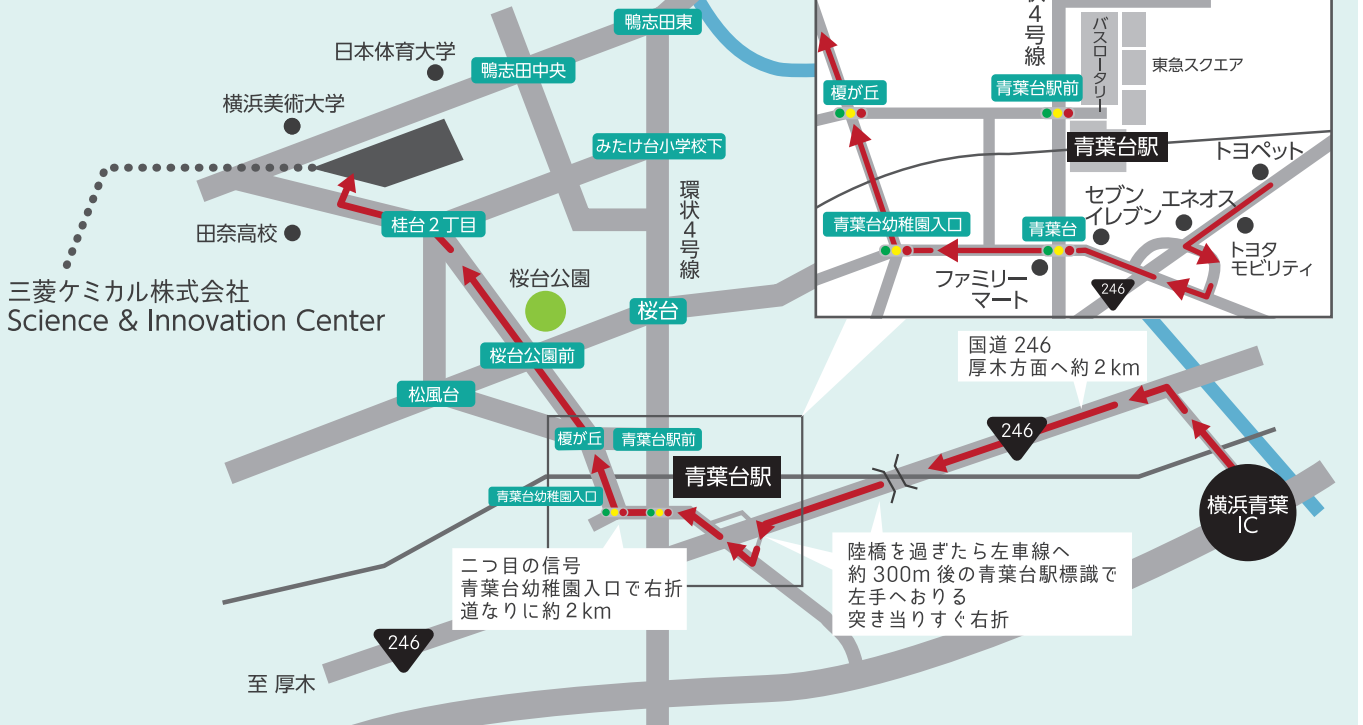 鴨志田東
日本体育大学
鴨志田中央
横浜美術大学
みたけ台小学校下
環状4号線
桂台2丁目
田奈高校
三菱ケミカル株式会社
Science & Innovation Center
桜台公園
桜台
桜台公園前
松風台
榎が丘
青葉台駅前
青葉台駅
青葉台幼稚園入口
二つ目の信号
青葉台幼稚園入口で右折
道なりに約2km
246
至 厚木
4号線
バスロータリー
東急スクエア
榎が丘
青葉台駅前
青葉台駅
トヨペット
セブン
イレブン
エネオス
青葉台幼稚園入口
青葉台
トヨタ
モビリティ
ファミリー
マート
246
国道 246
厚木方面へ約2km
246
横浜青葉
IC
陸橋を過ぎたら左車線へ
約 300m 後の青葉台駅標識で
左手へおりる
突き当りすぐ右折